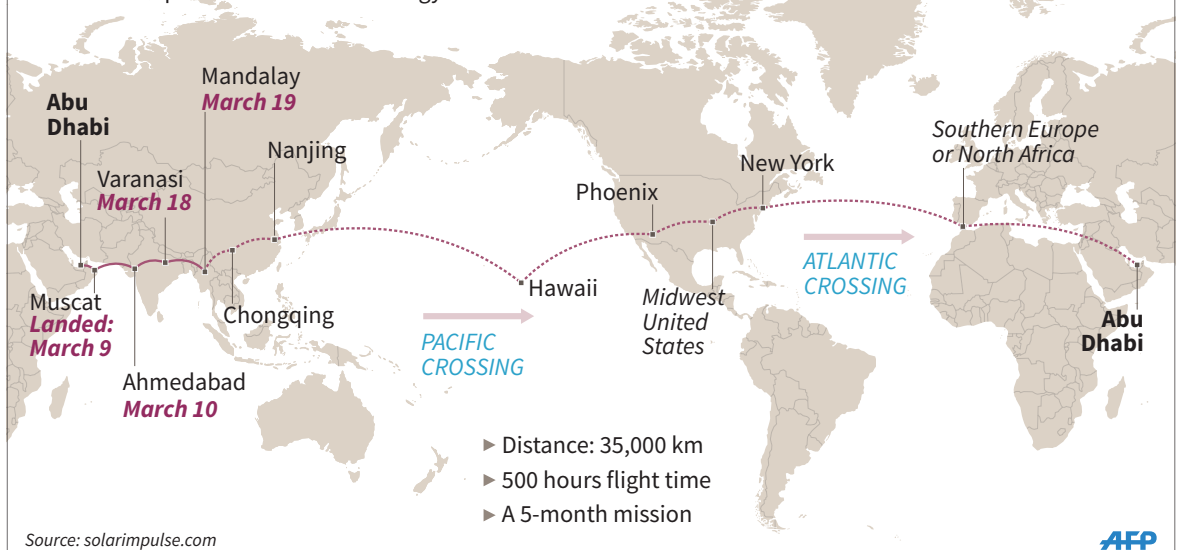 Mandalay
March 19
Abu
Dhabi
Nanjing
Varanasi
March 18
Southern Europe
or North Africa
New York
Phoenix
Muscat
Landed:
March 9
Chongqing
Hawaii
Midwest
United
States
ATLANTIC
CROSSING
PACIFIC
CROSSING
Abu
Dhabi
Ahmedabad
March 10
Distance: 35,000 km
500 hours flight time
A 5-month mission
Source: solarimpulse.com
AFP